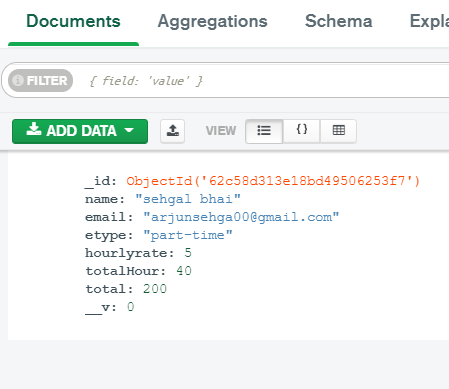 Documents Aggregations Schema Expla
FILTER { field: 'value' }
ADD DATA VIEW { }
_id: ObjectId('62c58d313e18bd49506253f7')
name: "sehgal bhai"
email: "arjunsehga00@gmail.com"
etype: "part-time"
hourlyrate: 5
totalHour: 40
total: 200
__v: 0